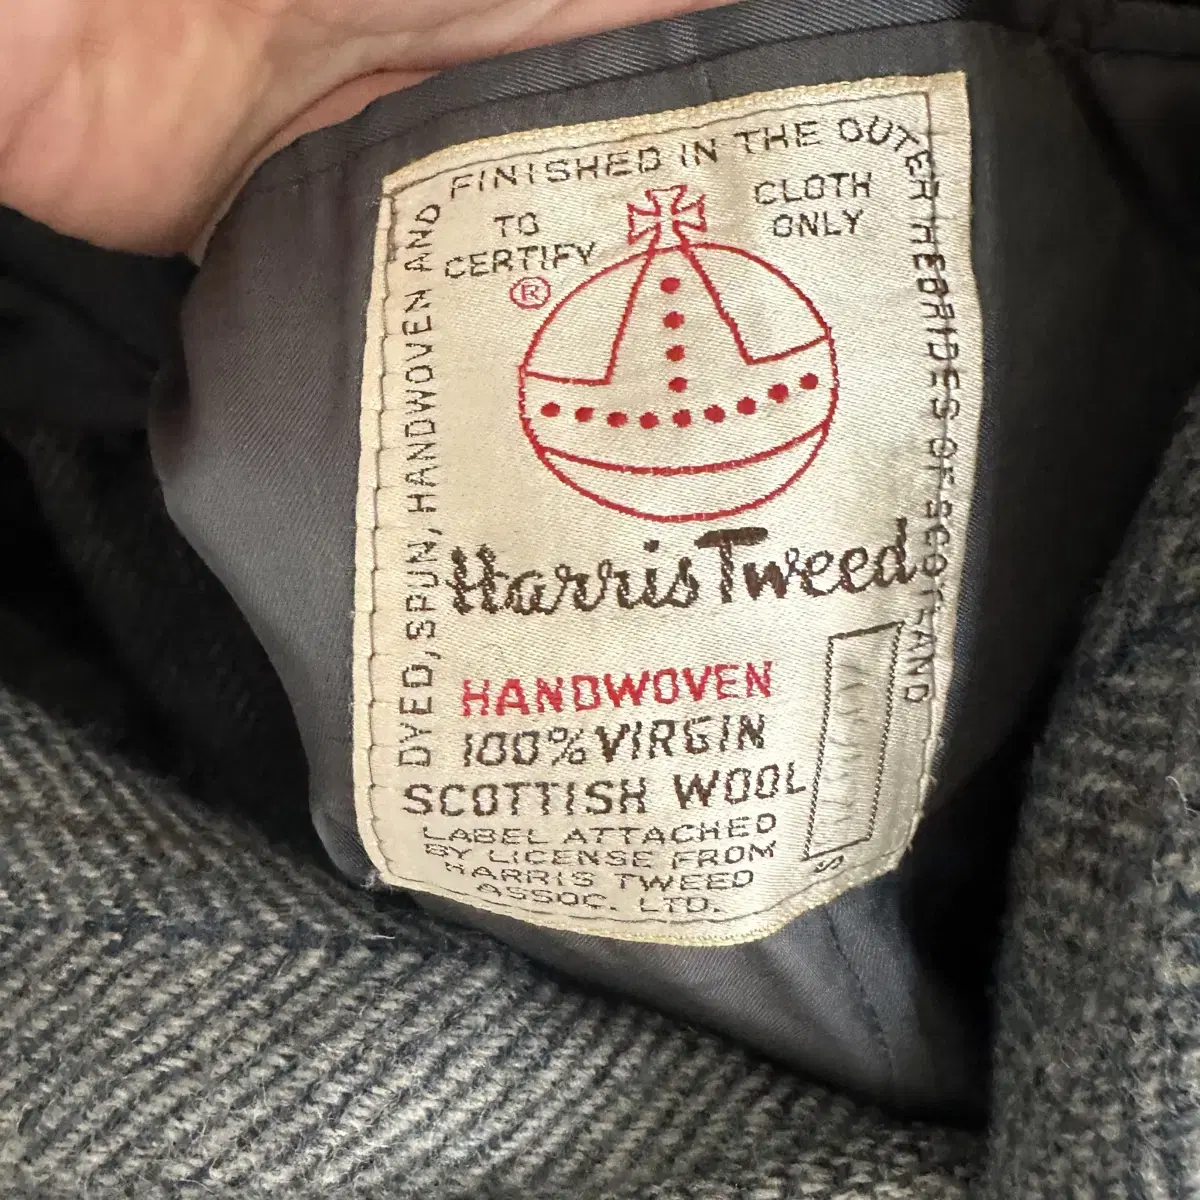 DYED, SPUN, HANDWOVEN AND FINISHED IN THE OUTER HEBRIDES OF SCOTLAND
TO CERTIFY
CLOTH ONLY
®
Harris Tweed
HANDWOVEN
100% VIRGIN
SCOTTISH WOOL
LABEL ATTACHED
BY LICENSE FROM
HARRIS TWEED
ASSOC. LTD.